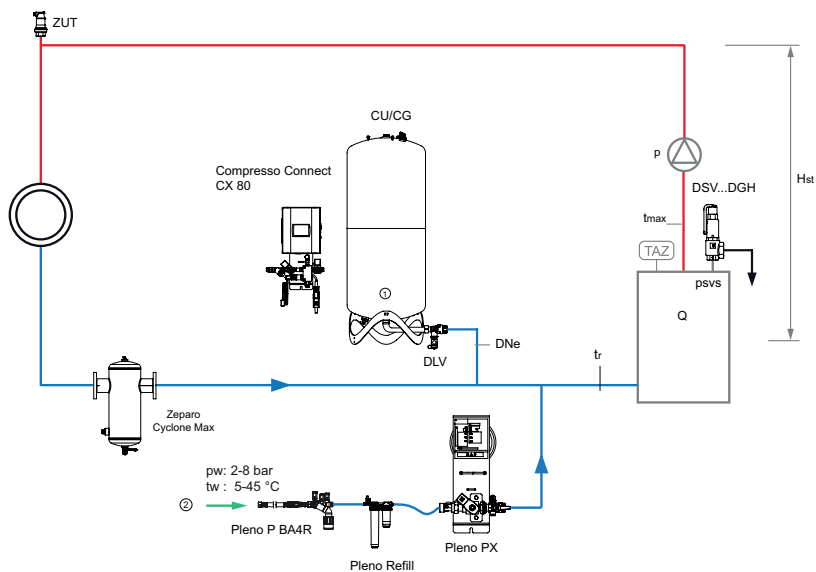 ZUT
CU/CG
Compresso Connect
CX 80
p
Hst
DSV...DGH
tmax
TAZ
psvs
①
Q
DNe
DLV
tr
Zeparo
Cyclone Max
pw: 2-8 bar
tw : 5-45 °C
②
Pleno P BA4R
Pleno PX
Pleno Refill